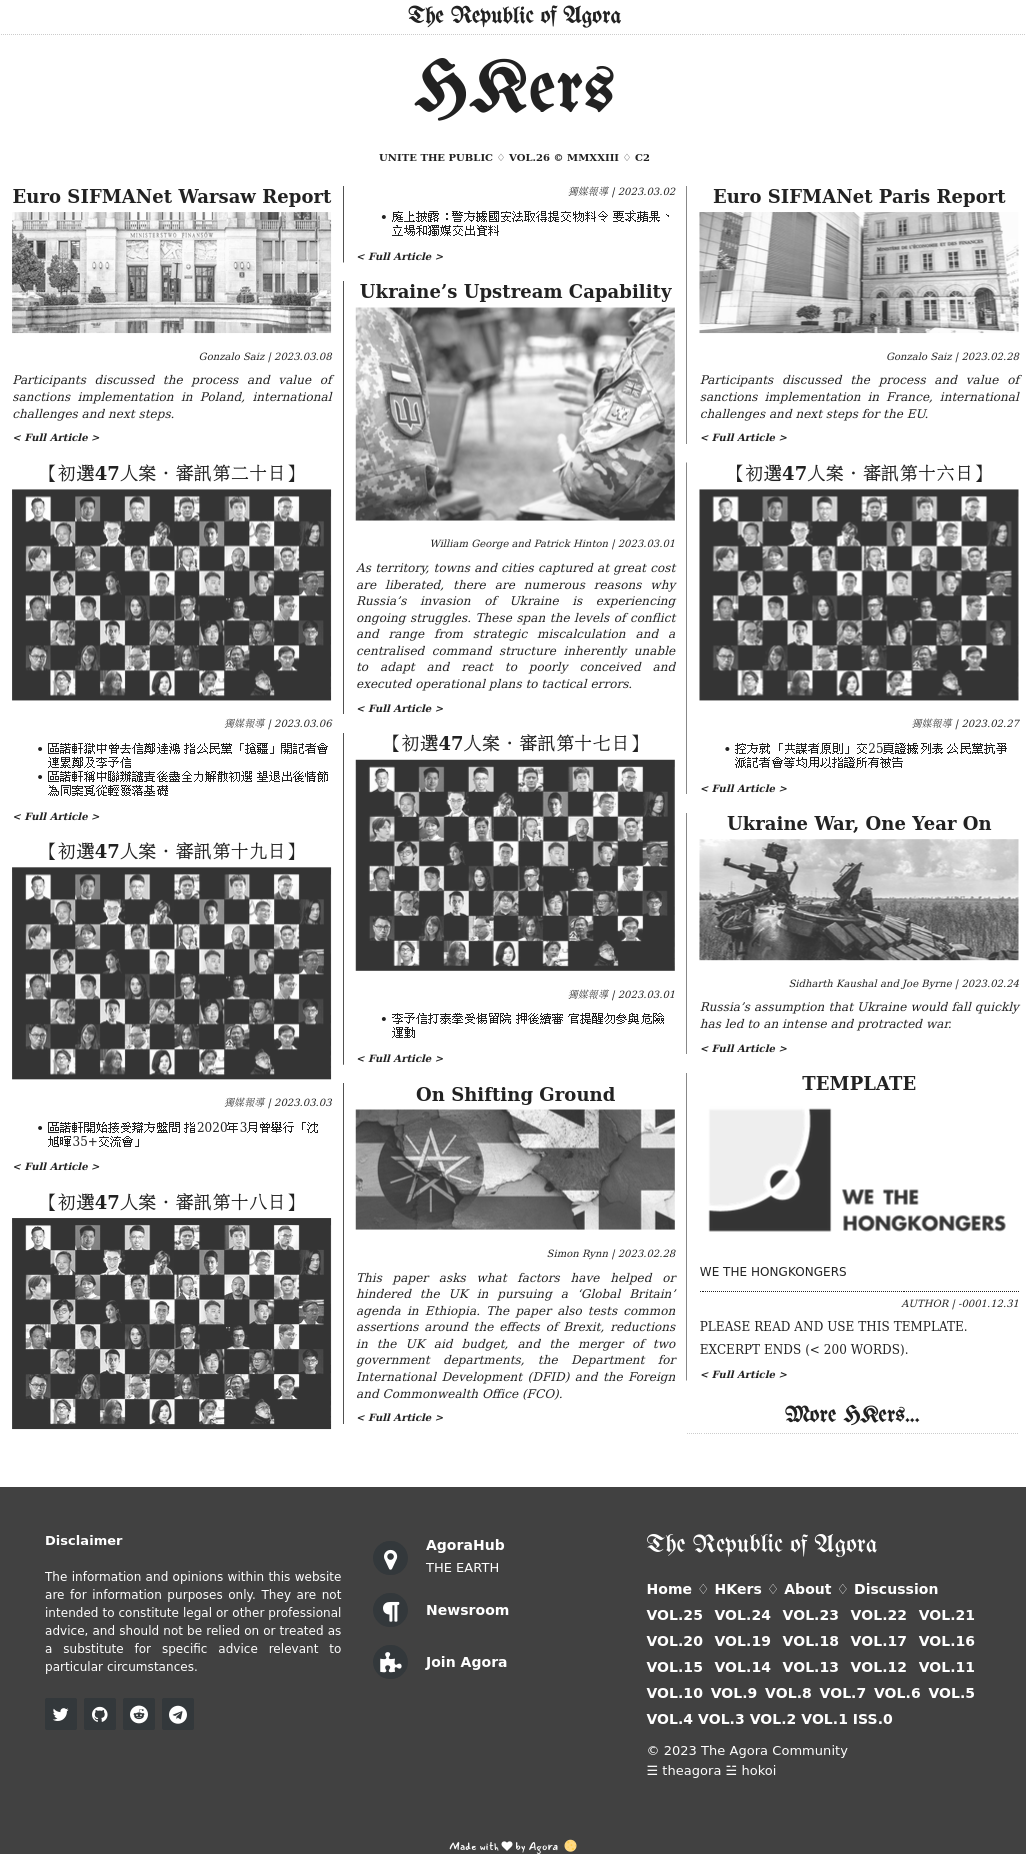 The Republic of Agora
HKers
UNITE THE PUBLIC ♢ VOL.26 © MMXXIII ♢ C2
Euro SIFMANet Warsaw Report
MINISTERSTWO FINANSÓW
Gonzalo Saiz | 2023.03.08
Participants discussed the process and value of
sanctions implementation in Poland, international
challenges and next steps.
< Full Article >
【初選47人案・審訊第二十日】
獨媒報導 | 2023.03.06
• 區諾軒獄中曾去信鄭達鴻 指公民黨「搶疆」開記者會
連累鄭及李予信
• 區諾軒稱中聯辦譴責後盡全力解散初選 望退出後情節
為同案冤從輕發落基礎
< Full Article >
【初選47人案・審訊第十九日】
獨媒報導 | 2023.03.03
• 區諾軒開始接受辯方盤問 指2020年3月曾舉行「沈
旭暉35+交流會」
< Full Article >
【初選47人案・審訊第十八日】
獨媒報導 | 2023.03.02
• 庭上披露：警方據國安法取得提交物料令 要求蘋果、
立場和獨媒交出資料
< Full Article >
Ukraine’s Upstream Capability
William George and Patrick Hinton | 2023.03.01
As territory, towns and cities captured at great cost
are liberated, there are numerous reasons why
Russia’s invasion of Ukraine is experiencing
ongoing struggles. These span the levels of conflict
and range from strategic miscalculation and a
centralised command structure inherently unable
to adapt and react to poorly conceived and
executed operational plans to tactical errors.
< Full Article >
【初選47人案・審訊第十七日】
獨媒報導 | 2023.03.01
• 李予信打泰拳受傷留院 押後續審 官提醒勿參與危險
運動
< Full Article >
On Shifting Ground
Simon Rynn | 2023.02.28
This paper asks what factors have helped or
hindered the UK in pursuing a ‘Global Britain’
agenda in Ethiopia. The paper also tests common
assertions around the effects of Brexit, reductions
in the UK aid budget, and the merger of two
government departments, the Department for
International Development (DFID) and the Foreign
and Commonwealth Office (FCO).
< Full Article >
Euro SIFMANet Paris Report
Gonzalo Saiz | 2023.02.28
Participants discussed the process and value of
sanctions implementation in France, international
challenges and next steps for the EU.
< Full Article >
【初選47人案・審訊第十六日】
獨媒報導 | 2023.02.27
• 控方就「共謀者原則」交25頁證據列表 公民黨抗爭
派記者會等均用以指證所有被告
< Full Article >
Ukraine War, One Year On
Sidharth Kaushal and Joe Byrne | 2023.02.24
Russia’s assumption that Ukraine would fall quickly
has led to an intense and protracted war.
< Full Article >
TEMPLATE
WE THE
HONGKONGERS
WE THE HONGKONGERS
AUTHOR | -0001.12.31
PLEASE READ AND USE THIS TEMPLATE.
EXCERPT ENDS (< 200 WORDS).
< Full Article >
More HKers...
Disclaimer
The information and opinions within this website
are for information purposes only. They are not
intended to constitute legal or other professional
advice, and should not be relied on or treated as
a substitute for specific advice relevant to
particular circumstances.
AgoraHub
THE EARTH
Newsroom
Join Agora
The Republic of Agora
Home ♢ HKers ♢ About ♢ Discussion
VOL.25 VOL.24 VOL.23 VOL.22 VOL.21
VOL.20 VOL.19 VOL.18 VOL.17 VOL.16
VOL.15 VOL.14 VOL.13 VOL.12 VOL.11
VOL.10 VOL.9 VOL.8 VOL.7 VOL.6 VOL.5
VOL.4 VOL.3 VOL.2 VOL.1 ISS.0
© 2023 The Agora Community
☰ theagora ☱ hokoi
Made with ♥ by Agora